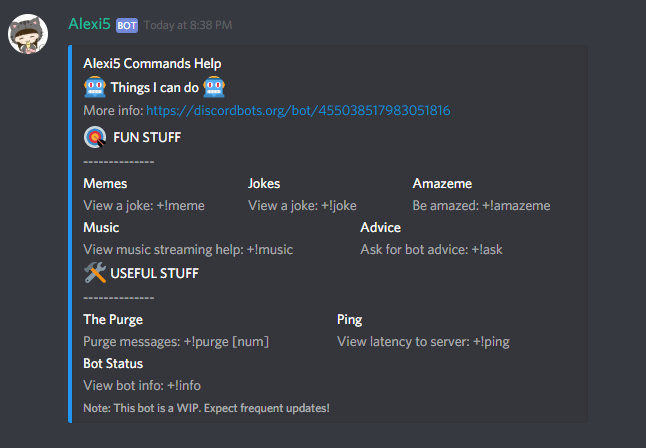 Alexi5 BOT Today at 8:38 PM
Alexi5 Commands Help
Things I can do
More info: https://discordbots.org/bot/455038517983051816
FUN STUFF
--------------
Memes Jokes Amazeme
View a joke: +!meme View a joke: +!joke Be amazed: +!amazeme
Music Advice
View music streaming help: +!music Ask for bot advice: +!ask
USEFUL STUFF
--------------
The Purge Ping
Purge messages: +!purge [num] View latency to server: +!ping
Bot Status
View bot info: +!info
Note: This bot is a WIP. Expect frequent updates!